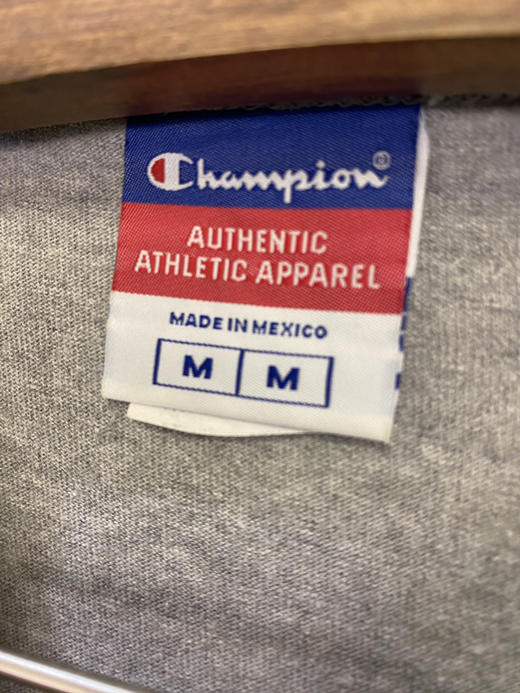 Champion®
AUTHENTIC
ATHLETIC APPAREL
MADE IN MEXICO
M M